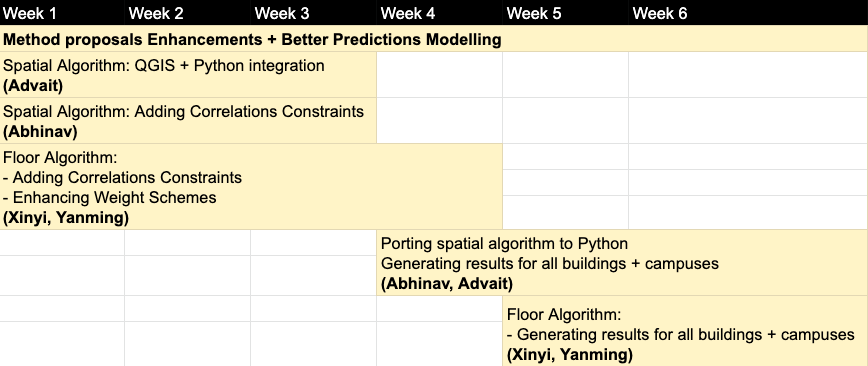 Week 1 Week 2 Week 3 Week 4 Week 5 Week 6
Method proposals Enhancements + Better Predictions Modelling
Spatial Algorithm: QGIS + Python integration
(Advait)
Spatial Algorithm: Adding Correlations Constraints
(Abhinav)
Floor Algorithm:
- Adding Correlations Constraints
- Enhancing Weight Schemes
(Xinyi, Yanming)
Porting spatial algorithm to Python
Generating results for all buildings + campuses
(Abhinav, Advait)
Floor Algorithm:
- Generating results for all buildings + campuses
(Xinyi, Yanming)